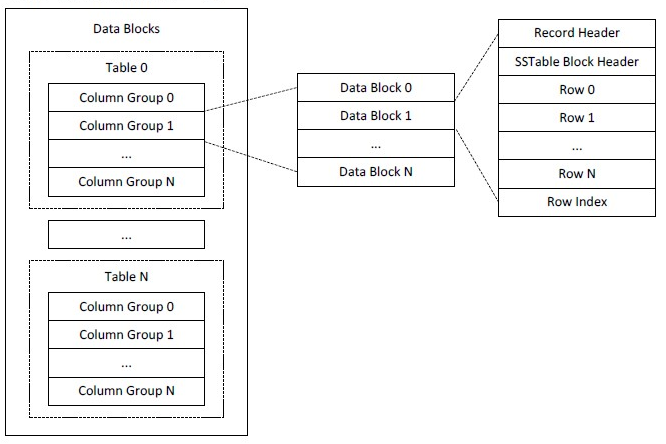 Data Blocks
Table 0
Column Group 0
Column Group 1
...
Column Group N
...
Table N
Column Group 0
Column Group 1
...
Column Group N
Data Block 0
Data Block 1
...
Data Block N
Record Header
SSTable Block Header
Row 0
Row 1
...
Row N
Row Index